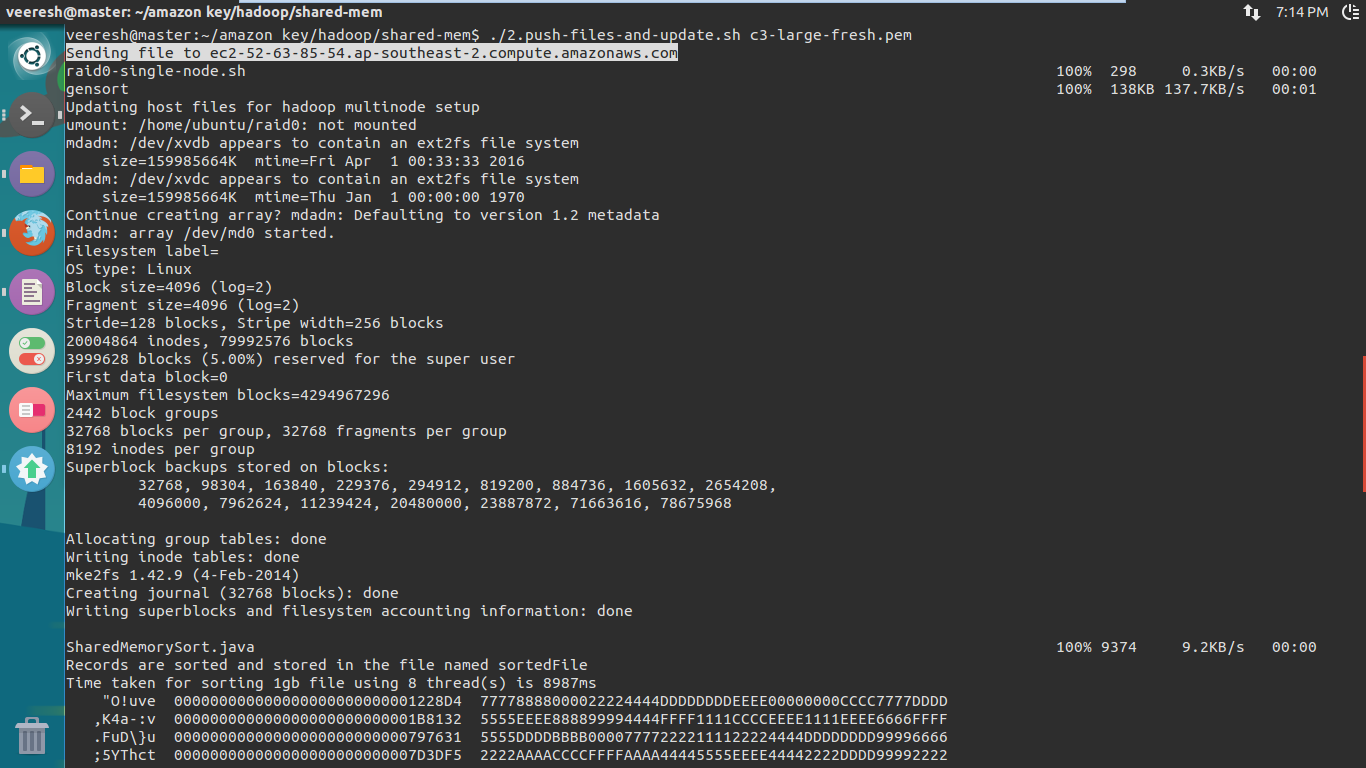 veeresh@master: ~/amazon key/hadoop/shared-mem
7:14 PM
veeresh@master:~/amazon key/hadoop/shared-mem$ ./2.push-files-and-update.sh c3-large-fresh.pem
Sending file to ec2-52-63-85-54.ap-southeast-2.compute.amazonaws.com
raid0-single-node.sh 100% 298 0.3KB/s 00:00
gensort 100% 138KB 137.7KB/s 00:01
Updating host files for hadoop multinode setup
umount: /home/ubuntu/raid0: not mounted
mdadm: /dev/xvdb appears to contain an ext2fs file system
size=159985664K mtime=Fri Apr 1 00:33:33 2016
mdadm: /dev/xvdc appears to contain an ext2fs file system
size=159985664K mtime=Thu Jan 1 00:00:00 1970
Continue creating array? mdadm: Defaulting to version 1.2 metadata
mdadm: array /dev/md0 started.
Filesystem label=
OS type: Linux
Block size=4096 (log=2)
Fragment size=4096 (log=2)
Stride=128 blocks, Stripe width=256 blocks
20004864 inodes, 79992576 blocks
3999628 blocks (5.00%) reserved for the super user
First data block=0
Maximum filesystem blocks=4294967296
2442 block groups
32768 blocks per group, 32768 fragments per group
8192 inodes per group
Superblock backups stored on blocks:
32768, 98304, 163840, 229376, 294912, 819200, 884736, 1605632, 2654208,
4096000, 7962624, 11239424, 20480000, 23887872, 71663616, 78675968
Allocating group tables: done
Writing inode tables: done
mke2fs 1.42.9 (4-Feb-2014)
Creating journal (32768 blocks): done
Writing superblocks and filesystem accounting information: done
SharedMemorySort.java 100% 9374 9.2KB/s 00:00
Records are sorted and stored in the file named sortedFile
Time taken for sorting 1gb file using 8 thread(s) is 8987ms
"O!uve 000000000000000000000000001228D4 77778888000022224444DDDDDDDDEEEE00000000CCCC7777DDDD
,K4a-:v 000000000000000000000000001B8132 5555EEEE888899994444FFFF1111CCCCEEEE1111EEEE6666FFFF
.FuD\}u 00000000000000000000000000797631 5555DDDDBBBB000077772222111122224444DDDDDDDD99996666
;5YThct 000000000000000000000000007D3DF5 2222AAAACCCCFFFFAAAA44445555EEEE44442222DDDD99992222